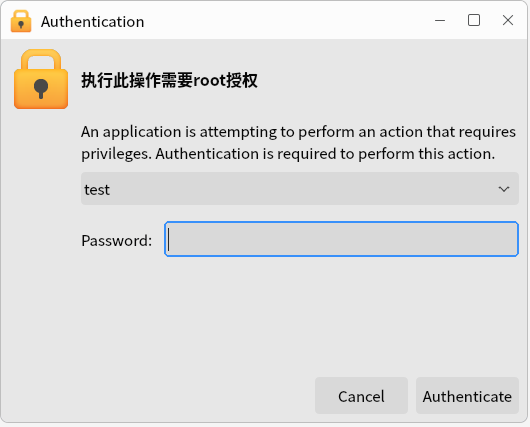 Authentication
执行此操作需要root授权
An application is attempting to perform an action that requires
privileges. Authentication is required to perform this action.
test
Password:
Cancel Authenticate